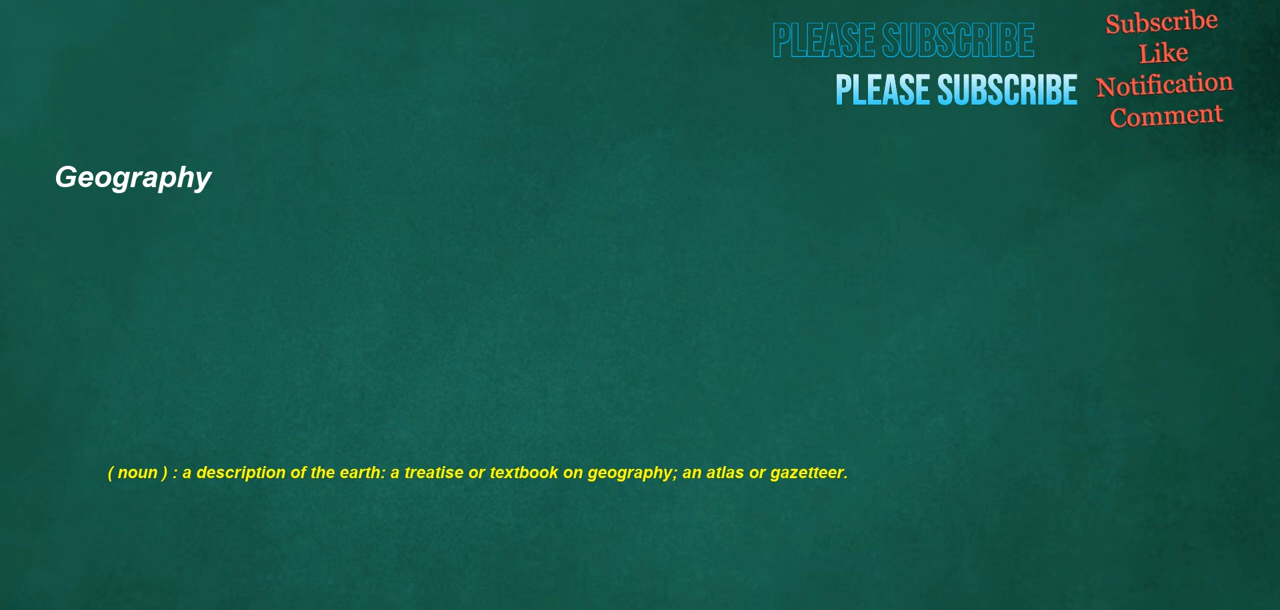 PLEASE SUBSCRIBE
PLEASE SUBSCRIBE
Subscribe
Like
Notification
Comment
Geography
( noun ) : a description of the earth: a treatise or textbook on geography; an atlas or gazetteer.